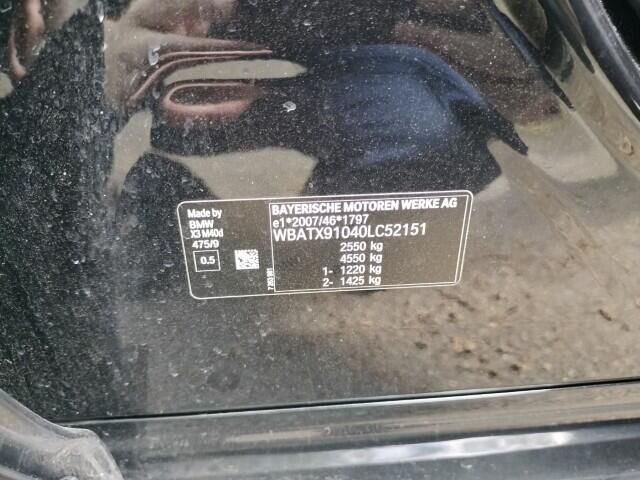 Made by
BMW
X3 M40d
475/9
0.5
BAYERISCHE MOTOREN WERKE AG
e1*2007/46*1797
WBATX91040LC52151
2550 kg
4550 kg
1- 1220 kg
2- 1425 kg